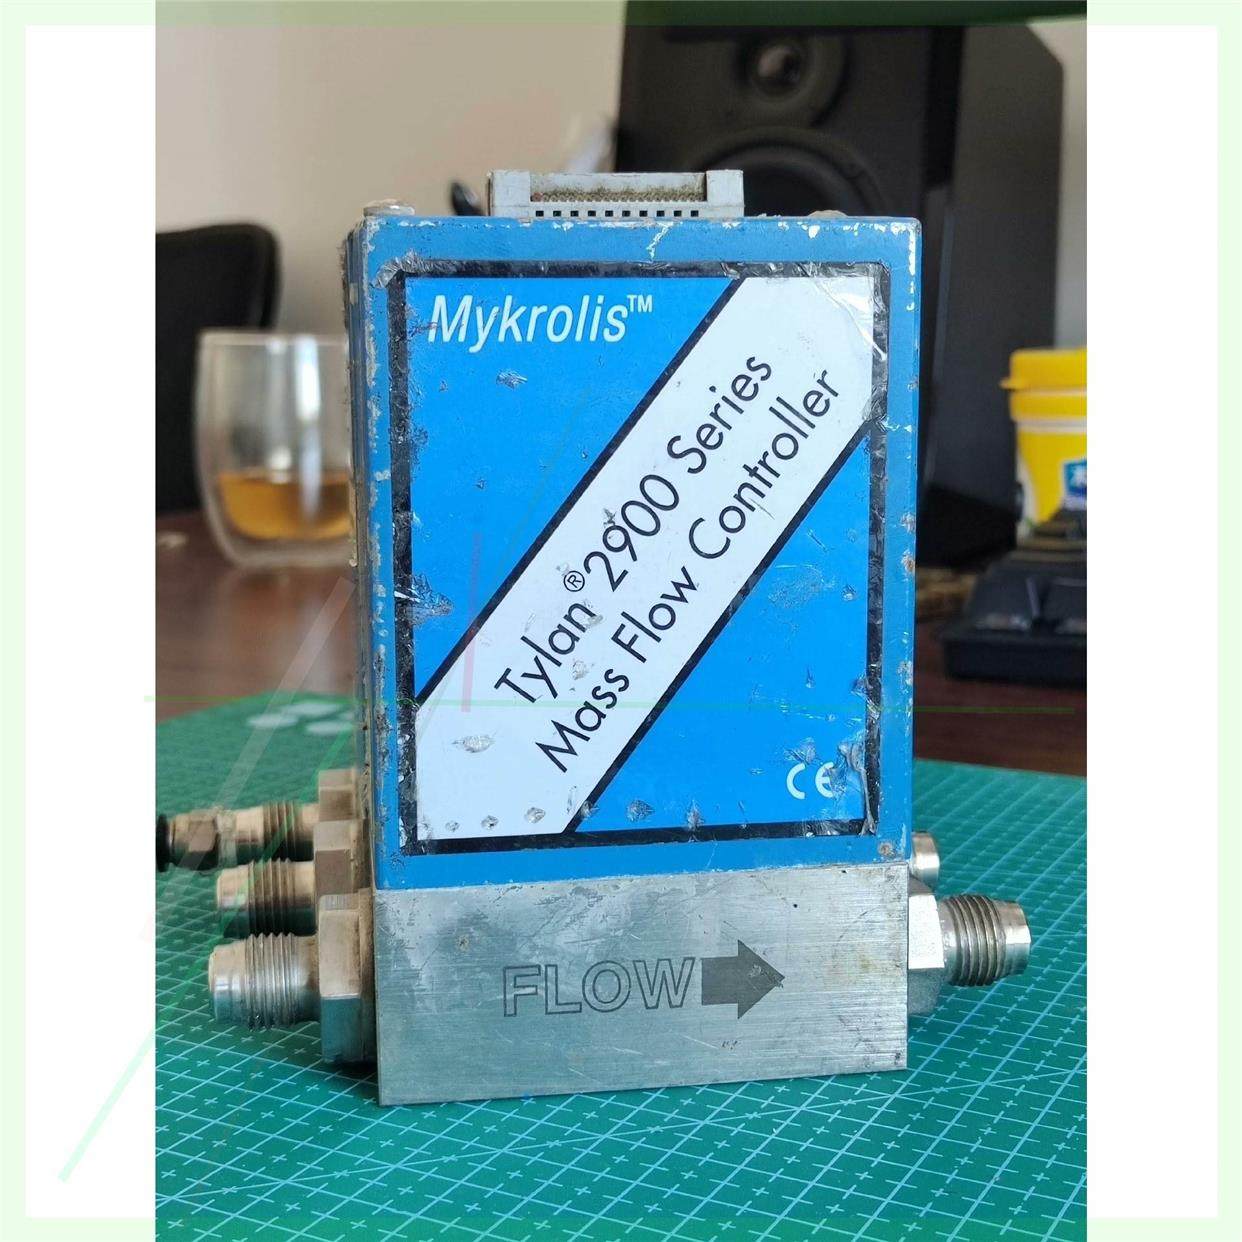 Mykrolis™
Tylan® 2900 Series
Mass Flow Controller
CE
FLOW